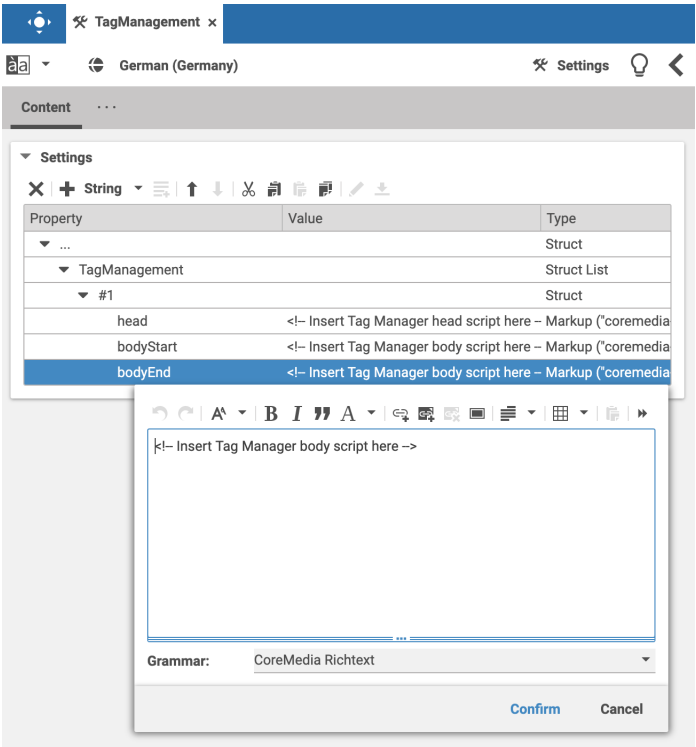 TagManagement ×
àa German (Germany) Settings
Content ...
Settings
String
Property Value Type
... Struct
TagManagement Struct List
#1 Struct
head <!-- Insert Tag Manager head script here -- Markup ("coremedia
bodyStart <!-- Insert Tag Manager body script here -- Markup ("coremedia
bodyEnd <!-- Insert Tag Manager body script here -- Markup ("coremedia
A B I A
<!-- Insert Tag Manager body script here -->
Grammar: CoreMedia Richtext
Confirm Cancel